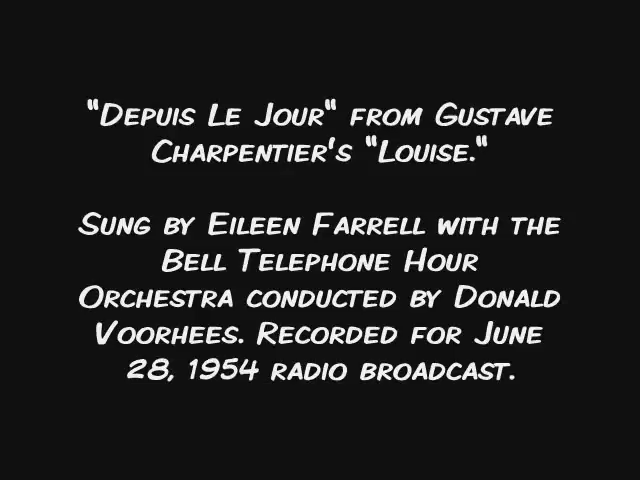 "Depuis Le Jour" from Gustave
Charpentier's "Louise."
Sung by Eileen Farrell with the
Bell Telephone Hour
Orchestra conducted by Donald
Voorhees. Recorded for June
28, 1954 radio broadcast.